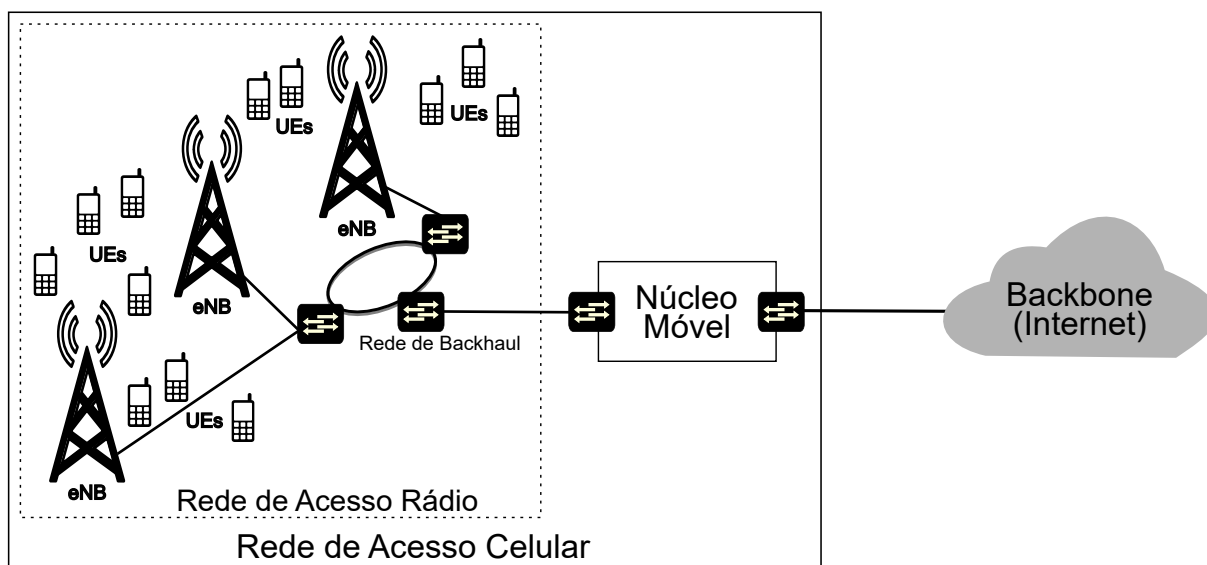 UEs
UEs
eNB
UEs
eNB
Rede de Backhaul
UEs
eNB
Núcleo
Móvel
Backbone
(Internet)
Rede de Acesso Rádio
Rede de Acesso Celular